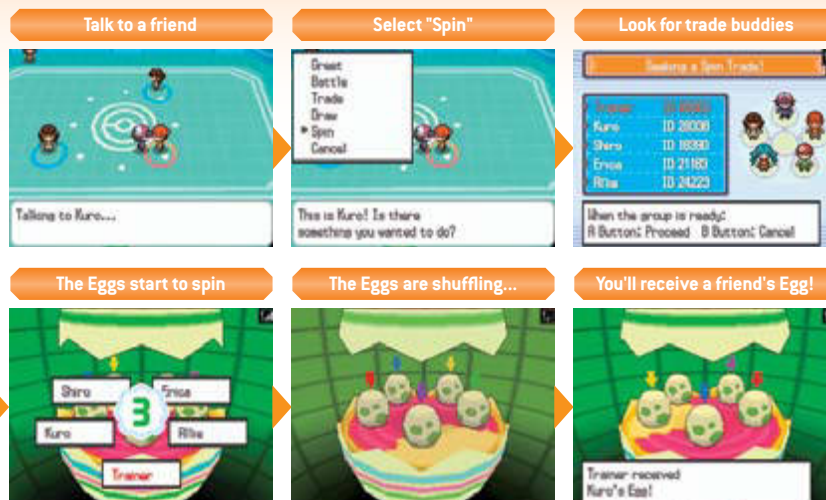 Talk to a friend
Select "Spin"
Look for trade buddies
Talking to Kuro...
Greet
Battle
Trade
Draw
Spin
Cancel
This is Kuro! Is there
something you wanted to do?
Seeking a Spin Trade!
Trainer ID
Kuro ID 28008
Shiro ID 18390
Erica ID 21185
ID 24223
When the group is ready:
A Button: Proceed B Button: Cancel
The Eggs start to spin
The Eggs are shuffling...
You'll receive a friend's Egg!
Shiro
Erica
3
Kuro
Trainer
Trainer received
Kuro's Egg!